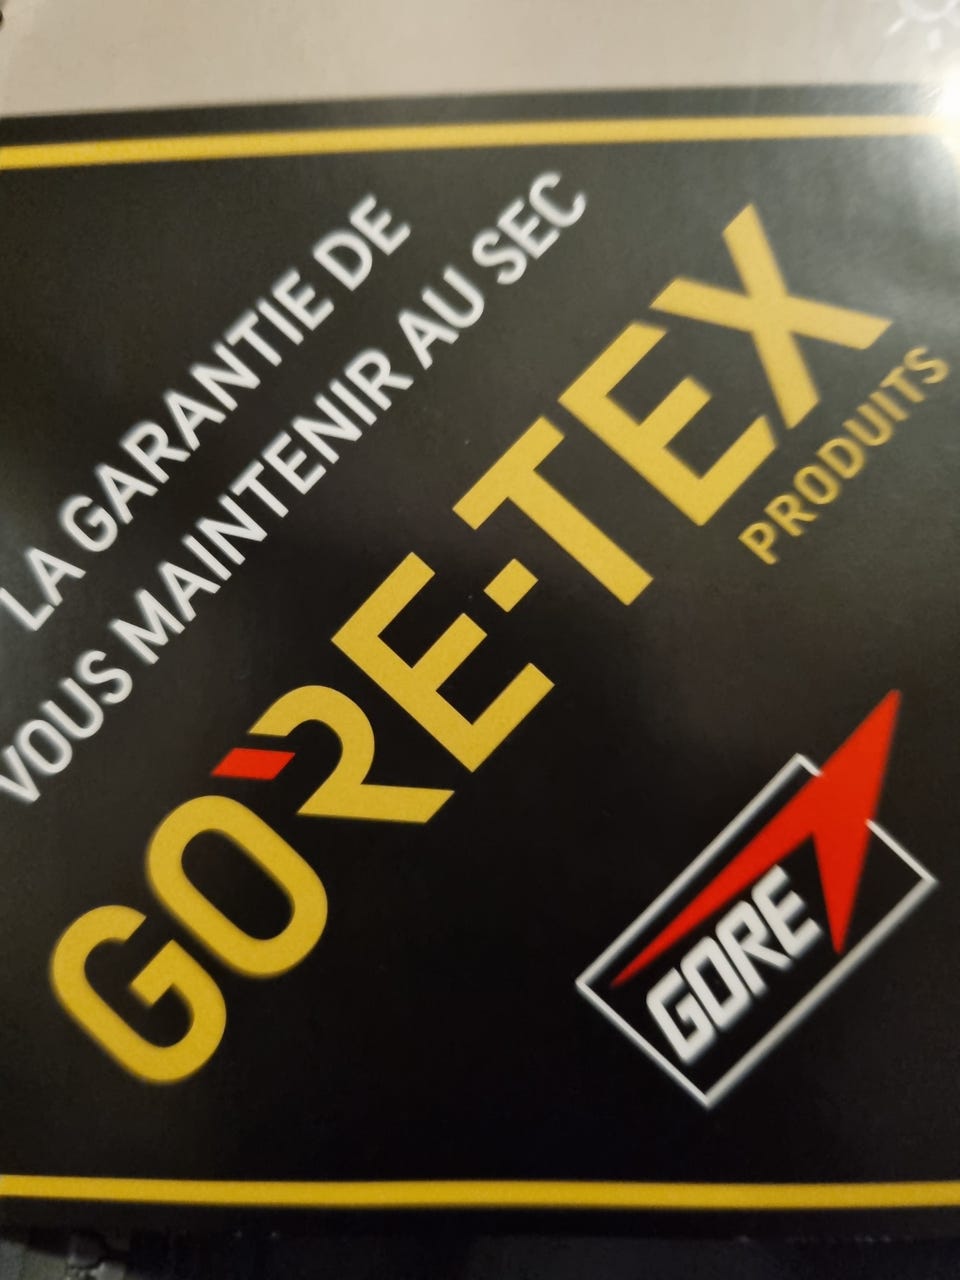 LA GARANTIE DE
VOUS MAINTENIR AU SEC
GORE-TEX
PRODUITS
GORE